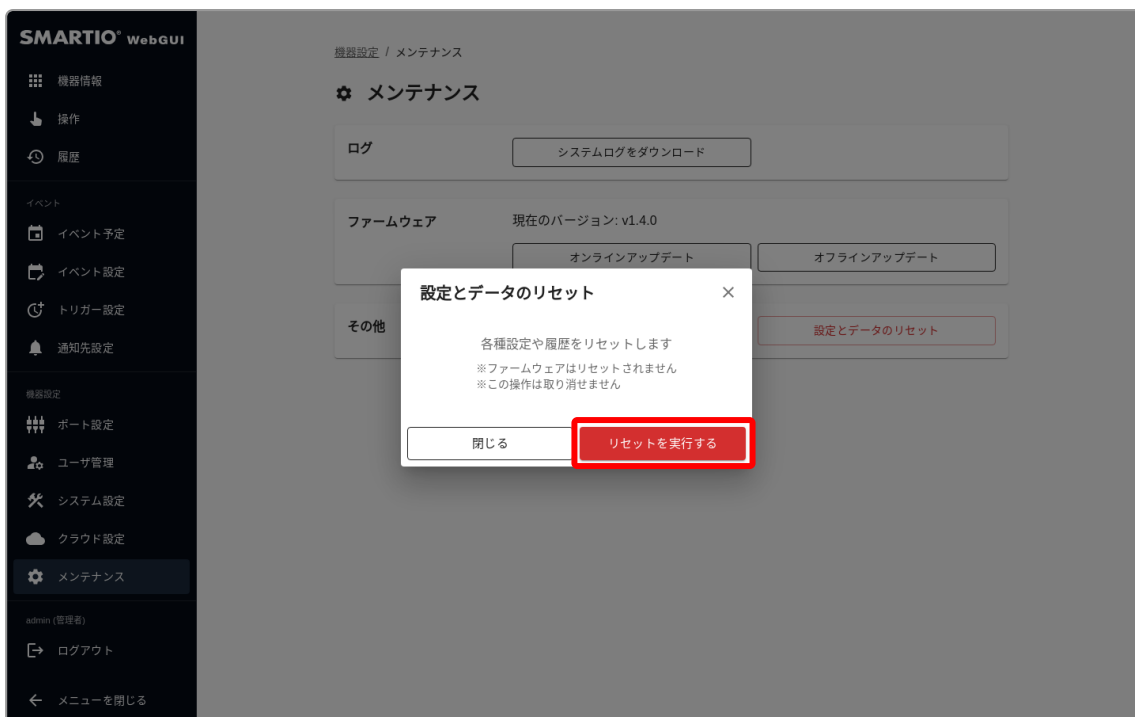 SMARTIO® WebGUI
機器情報
操作
履歴
イベント
イベント予定
イベント設定
トリガー設定
通知先設定
機器設定
ポート設定
ユーザ管理
システム設定
クラウド設定
メンテナンス
admin (管理者)
ログアウト
メニューを閉じる
機器設定 / メンテナンス
メンテナンス
ログ
システムログをダウンロード
ファームウェア
現在のバージョン: v1.4.0
オンラインアップデート
オフラインアップデート
その他
設定とデータのリセット
設定とデータのリセット
各種設定や履歴をリセットします
※ファームウェアはリセットされません
※この操作は取り消せません
閉じる
リセットを実行する